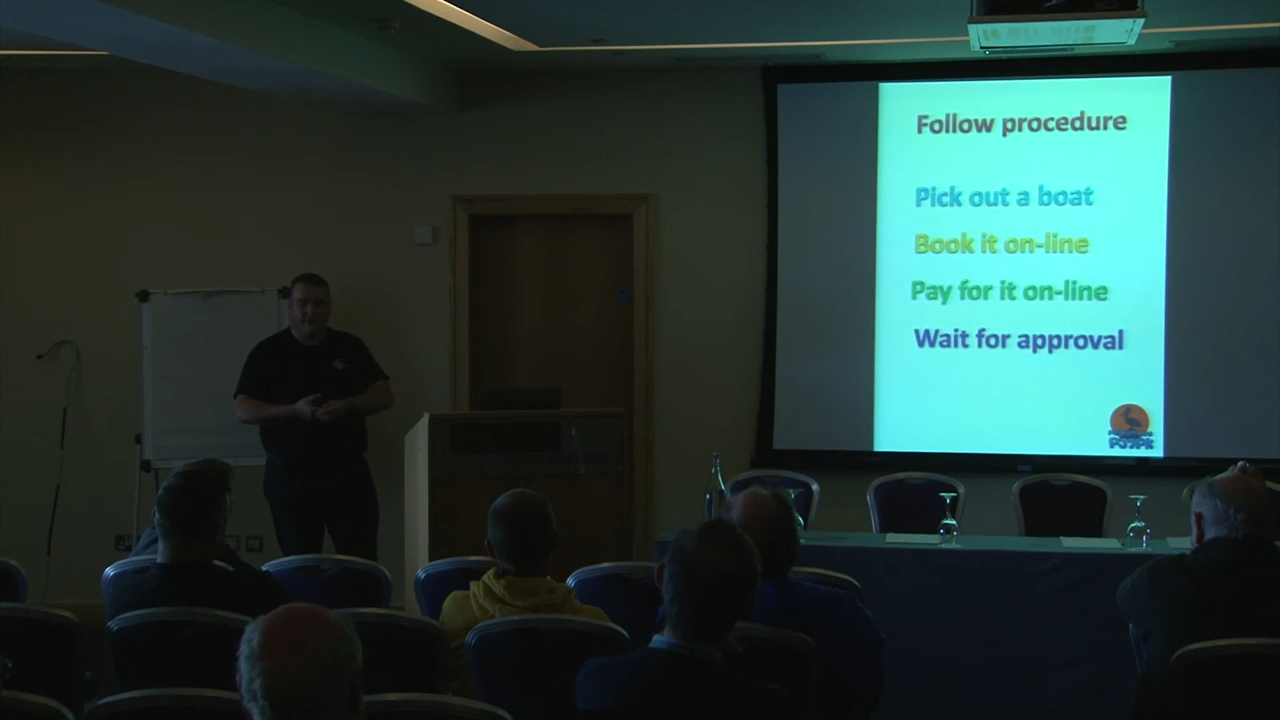 Follow procedure
Pick out a boat
Book it on-line
Pay for it on-line
Wait for approval